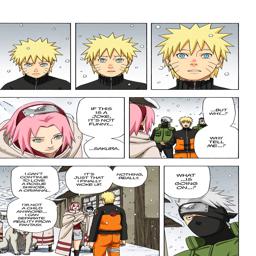 IF THIS IS
A JOKE,
IT'S NOT
FUNNY...
...SAKURA.
...BUT
WHY...?
WHY
TELL
ME...?
I CAN'T
CONTINUE
TO LOVE
A ROGUE
SHINOBI,
A CRIMINAL.
I'M NOT
A CHILD
ANYMORE...
I CAN
SEPARATE
REALITY FROM
FANTASY.
IT'S
JUST THAT
I FINALLY
WOKE UP.
NOTHING,
REALLY.
WHAT
IS
GOING
ON...?